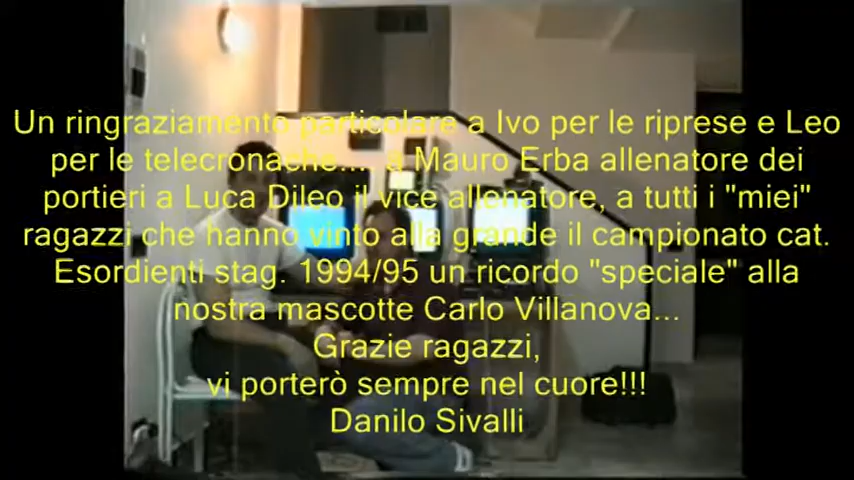 Un ringraziamento particolare a Ivo per le riprese e Leo
per le telecronache.... a Mauro Erba allenatore dei
portieri a Luca Dileo il vice allenatore, a tutti i "miei"
ragazzi che hanno vinto alla grande il campionato cat.
Esordienti stag. 1994/95 un ricordo "speciale" alla
nostra mascotte Carlo Villanova...
Grazie ragazzi,
vi porterò sempre nel cuore!!!
Danilo Sivalli